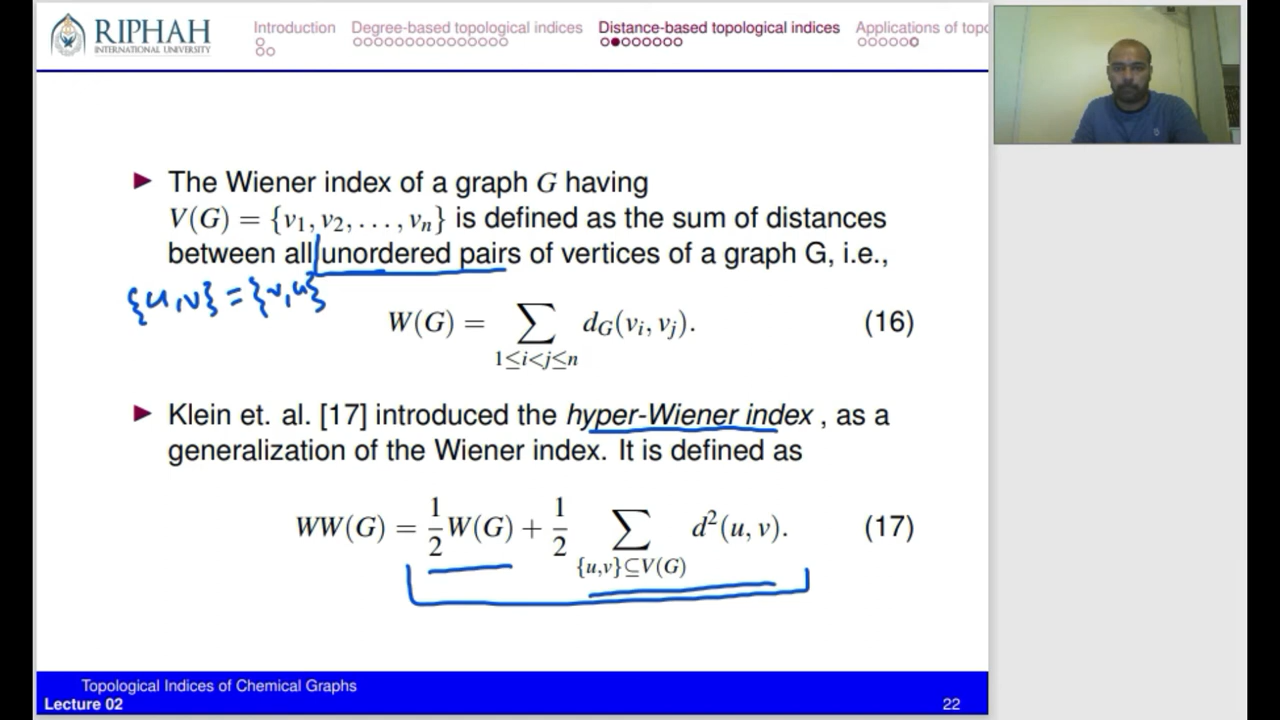 RIPHAH
INTERNATIONAL UNIVERSITY
Introduction Degree-based topological indices Distance-based topological indices Applications of topo
▶ The Wiener index of a graph G having
V(G) = {v₁, v₂, . . . , vₙ} is defined as the sum of distances
between all unordered pairs of vertices of a graph G, i.e.,
{u,v} = {v,u}
W(G) = ∑ d_G(vᵢ, vⱼ). (16)
1≤i<j≤n
▶ Klein et. al. [17] introduced the hyper-Wiener index , as a
generalization of the Wiener index. It is defined as
WW(G) = 1/2 W(G) + 1/2 ∑ d²(u, v). (17)
{u,v}⊆V(G)
Topological Indices of Chemical Graphs
Lecture 02 22